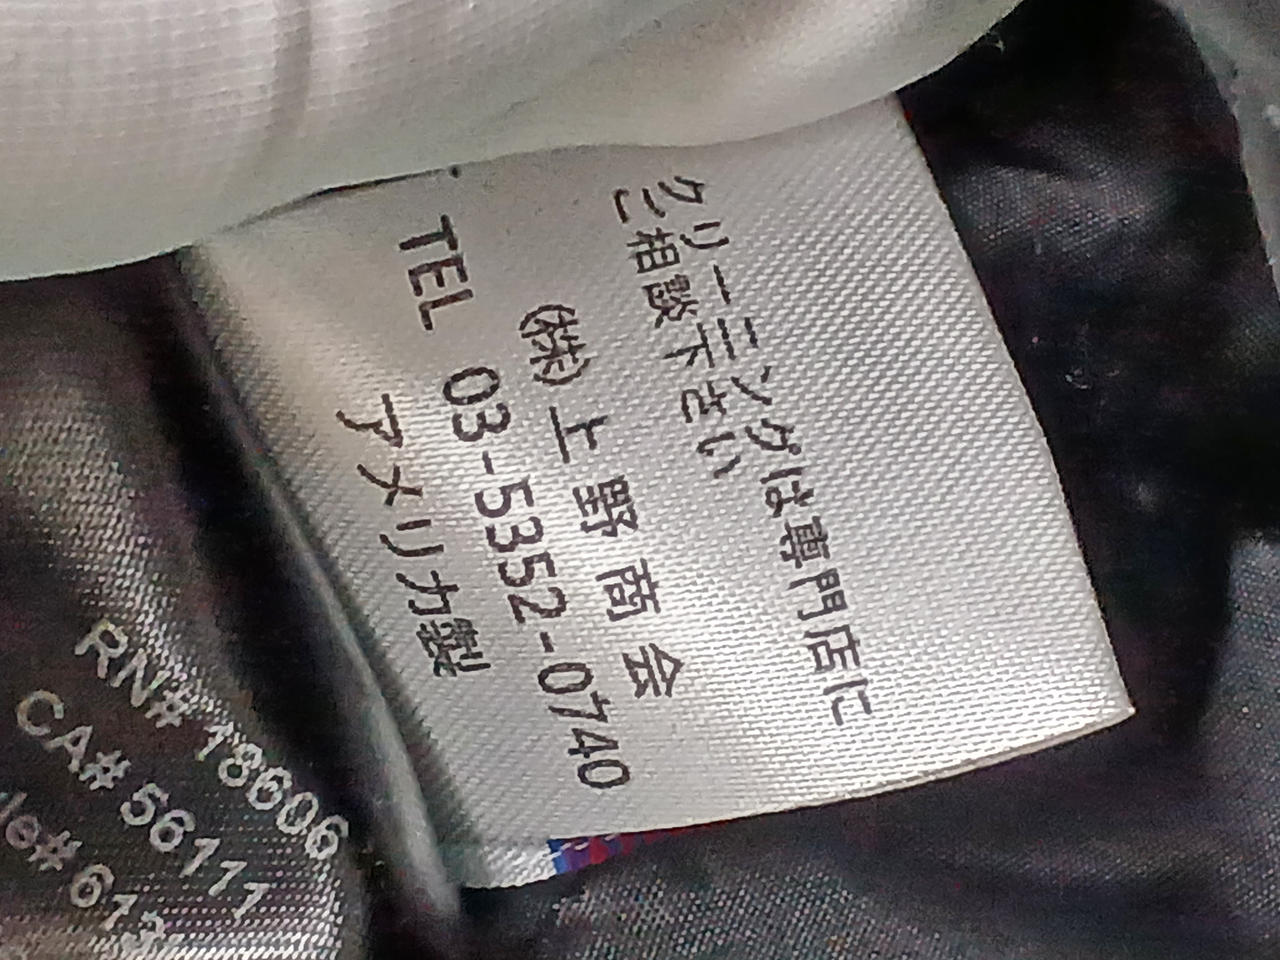 クリーニングは専門店に
ご相談下さい
(株)上野商会
TEL 03-5352-0740
アメリカ製
RN# 18606
CA# 56111